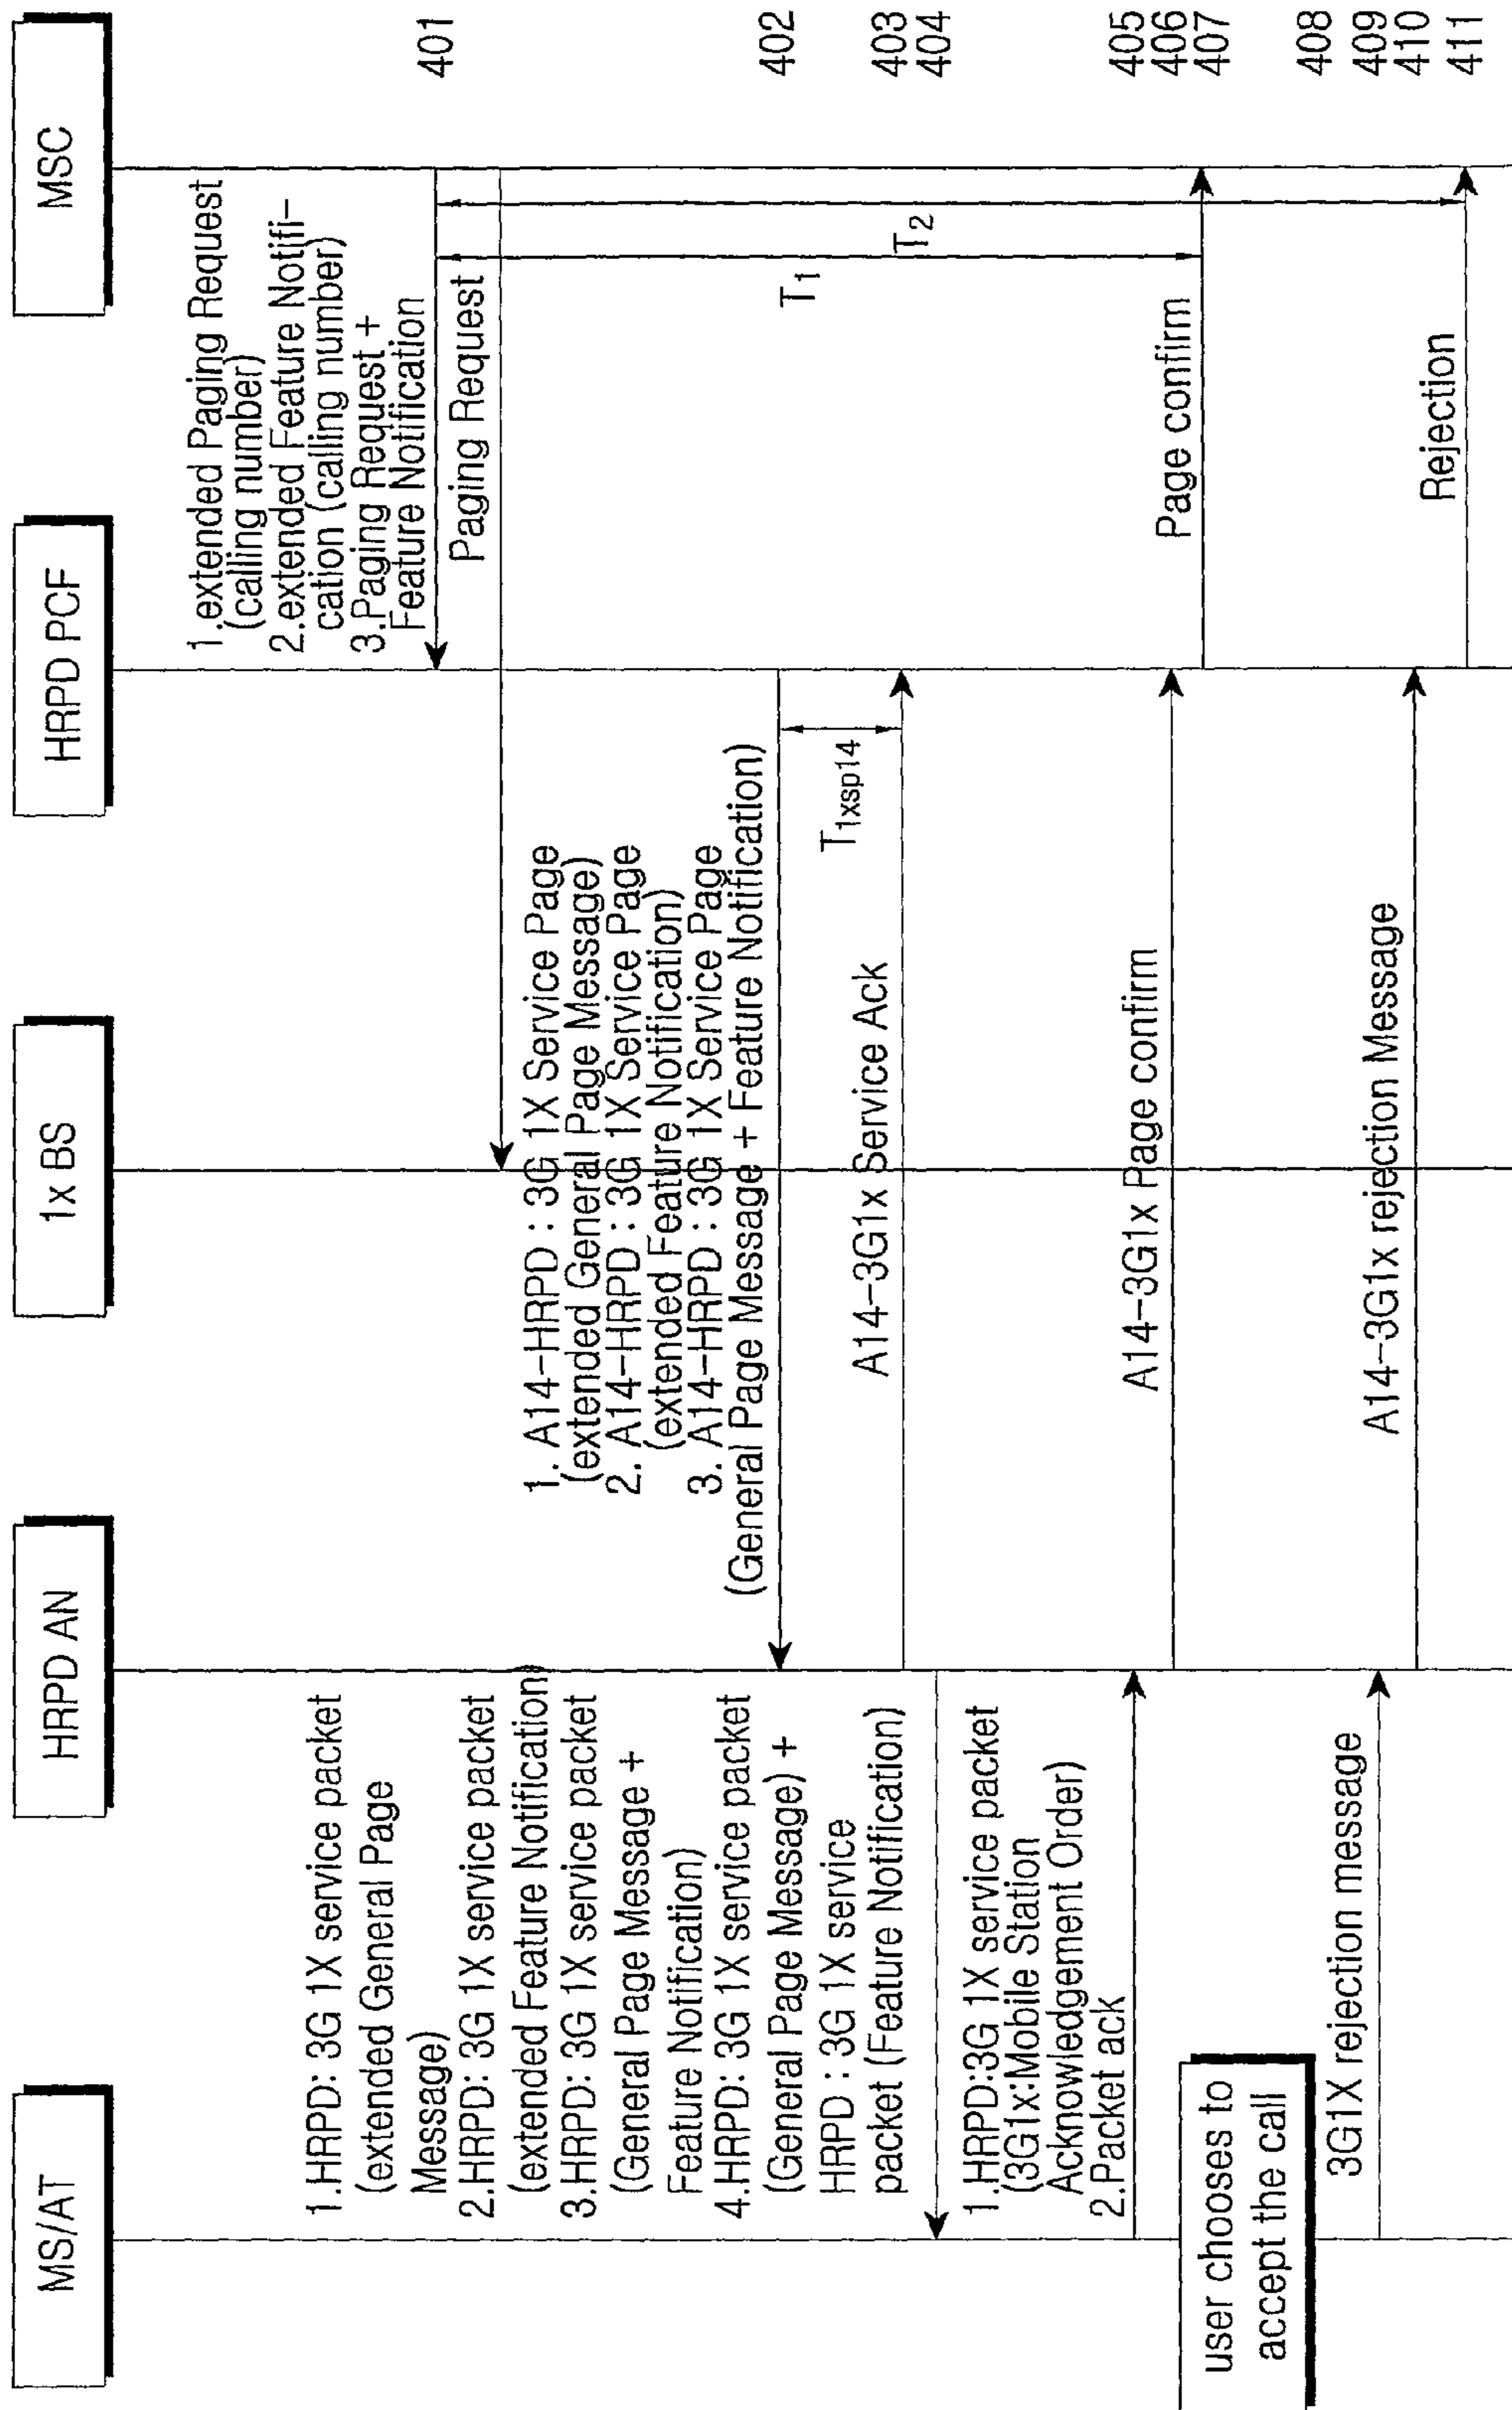 MS/AT
HRPD AN
1x BS
HRPD PCF
MSC
1.extended Paging Request
(calling number)
2.extended Feature Notifi-
cation (calling number)
3.Paging Request +
Feature Notification
401
Paging Request
1.HRPD: 3G 1X service packet
(extended General Page
Message)
2.HRPD: 3G 1X service packet
(extended Feature Notification)
3.HRPD: 3G 1X service packet
(General Page Message +
Feature Notification)
4.HRPD: 3G 1X service packet
(General Page Message) +
HRPD : 3G 1X service
packet (Feature Notification)
1. A14-HRPD : 3G 1X Service Page
(extended General Page Message)
2. A14-HRPD : 3G 1X Service Page
(extended Feature Notification)
3. A14-HRPD : 3G 1X Service Page
(General Page Message + Feature Notification)
402
T1
T1xsp14
T2
A14-3G1x Service Ack
403
404
1.HRPD:3G 1X service packet
(3G1x:Mobile Station
Acknowledgement Order)
2.Packet ack
405
A14-3G1x Page confirm
406
Page confirm
407
user chooses to
accept the call
408
3G1X rejection message
409
A14-3G1x rejection Message
410
Rejection
411